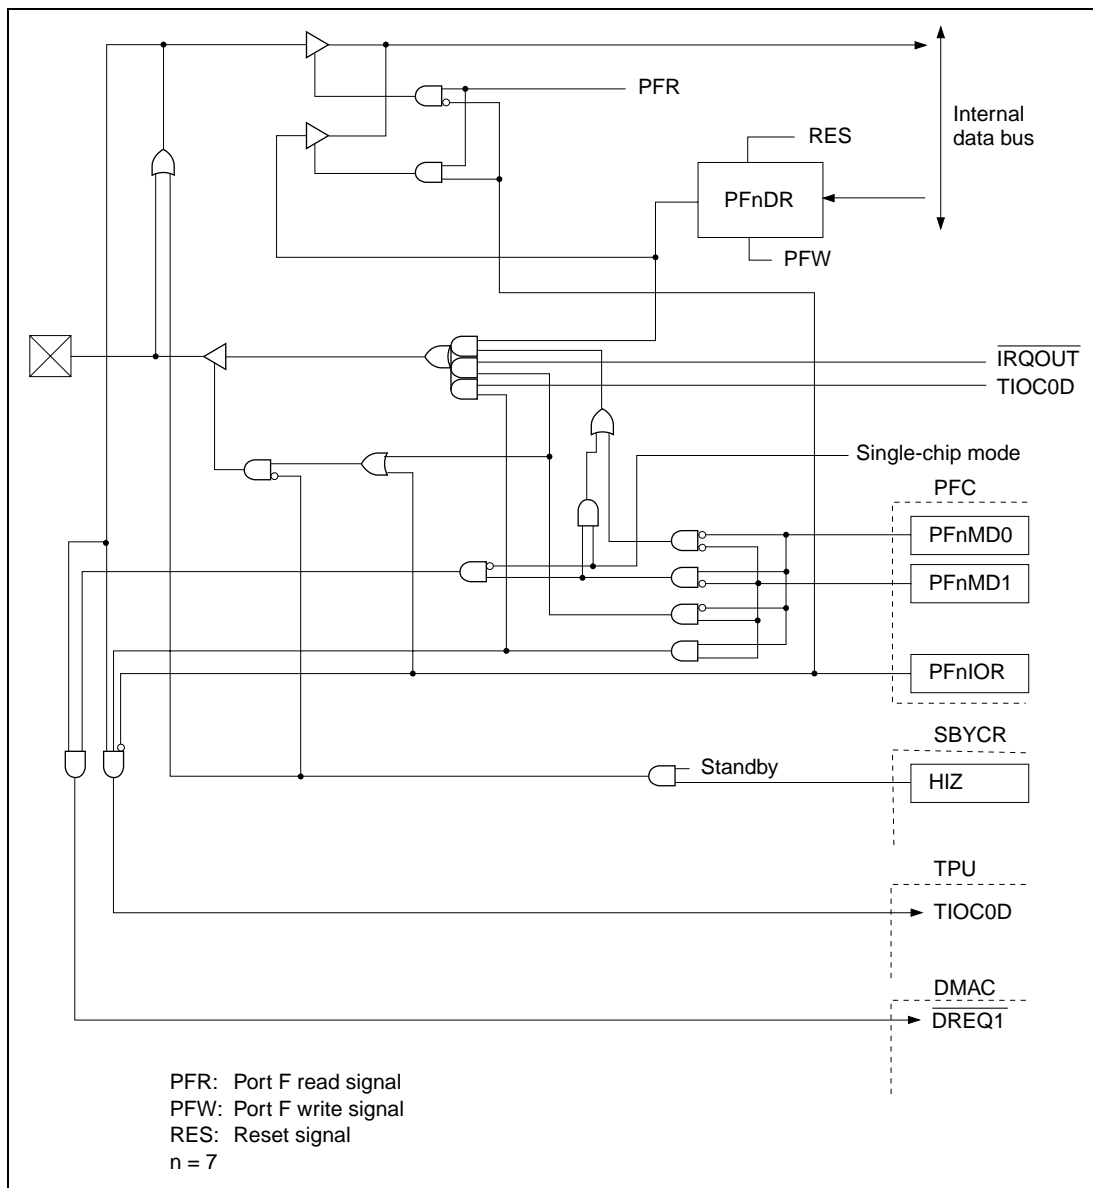 PFR
Internal
data bus
RES
PFnDR
PFW
IRQOUT
TIOC0D
Single-chip mode
PFC
PFnMD0
PFnMD1
PFnIOR
SBYCR
Standby
HIZ
TPU
TIOC0D
DMAC
DREQ1
PFR: Port F read signal
PFW: Port F write signal
RES: Reset signal
n = 7